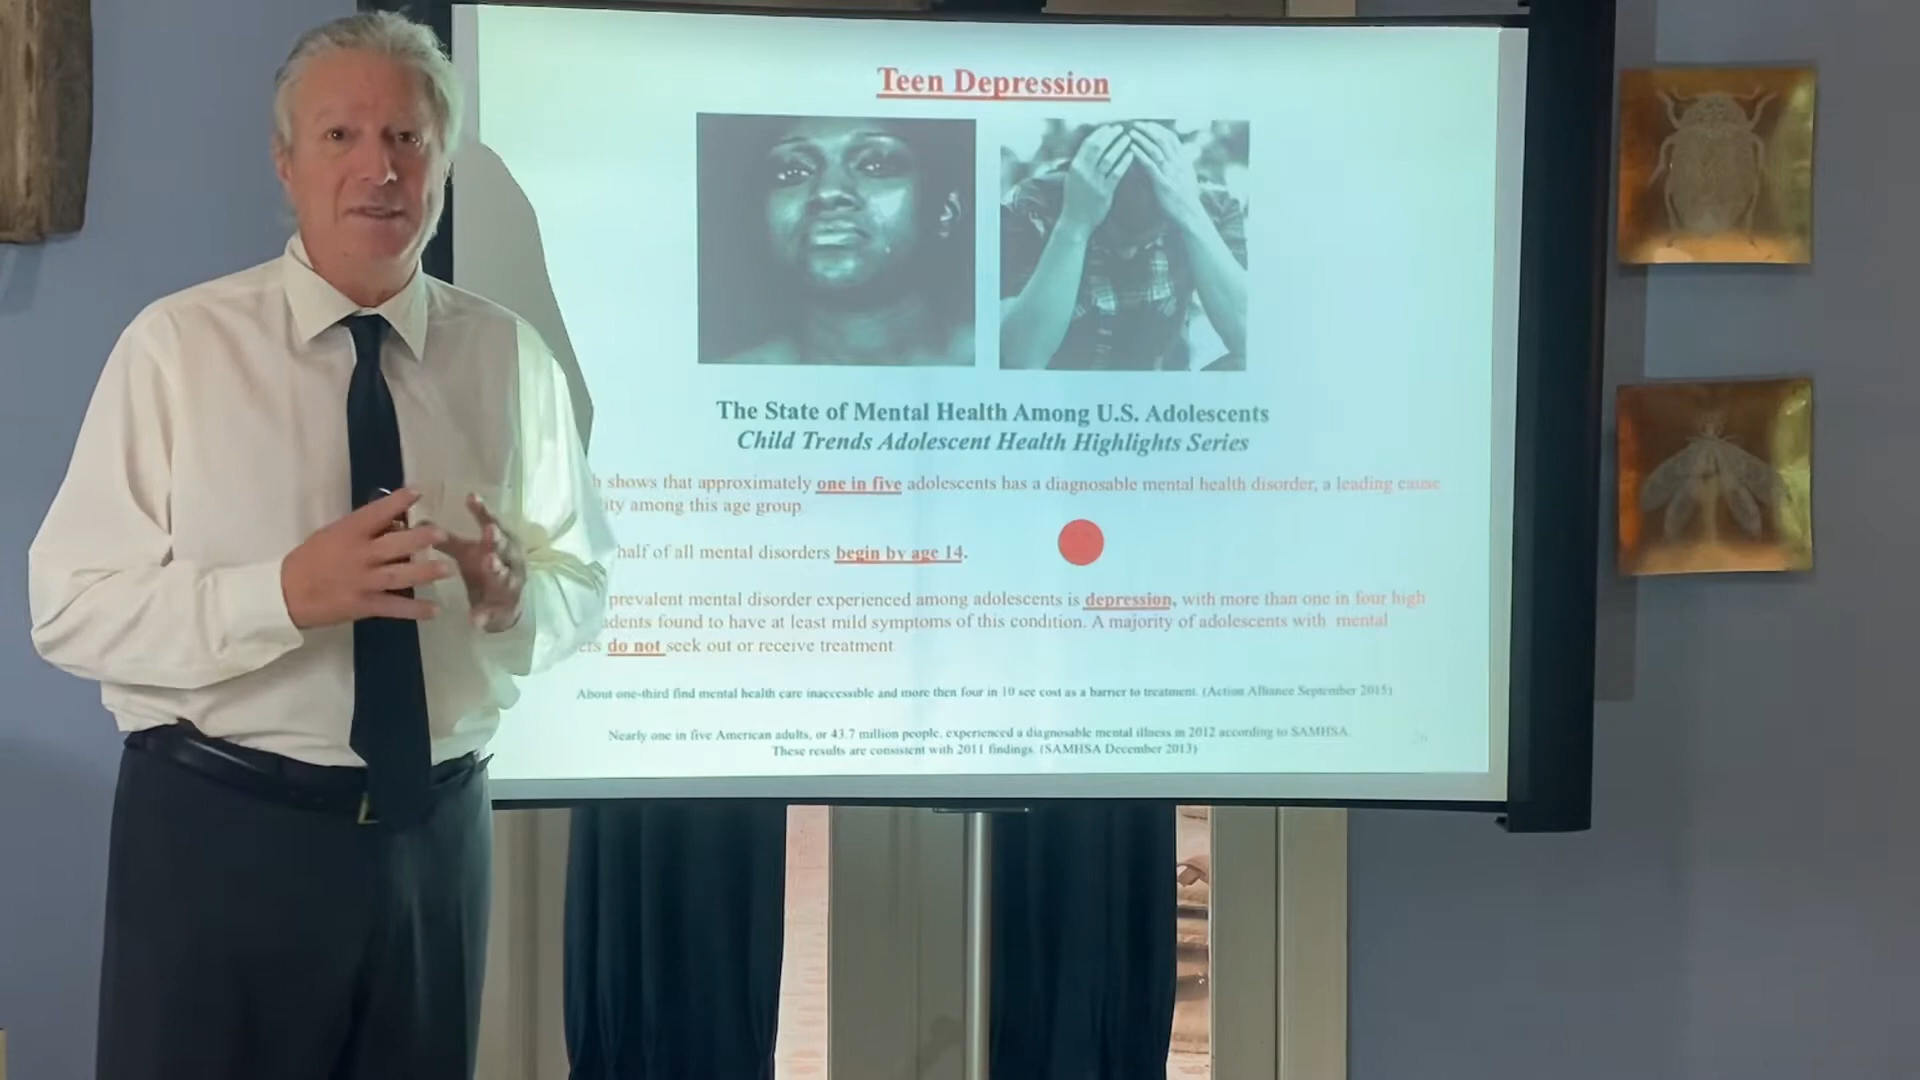 Teen Depression
The State of Mental Health Among U.S. Adolescents
Child Trends Adolescent Health Highlights Series
h shows that approximately one in five adolescents has a diagnosable mental health disorder, a leading cause
ity among this age group
half of all mental disorders begin by age 14.
prevalent mental disorder experienced among adolescents is depression, with more than one in four high
dents found to have at least mild symptoms of this condition. A majority of adolescents with mental
ers do not seek out or receive treatment
About one-third find mental health care inaccessible and more then four in 10 see cost as a barrier to treatment. (Action Alliance September 2015)
Nearly one in five American adults, or 43.7 million people, experienced a diagnosable mental illness in 2012 according to SAMHSA.
These results are consistent with 2011 findings. (SAMHSA December 2013)
26